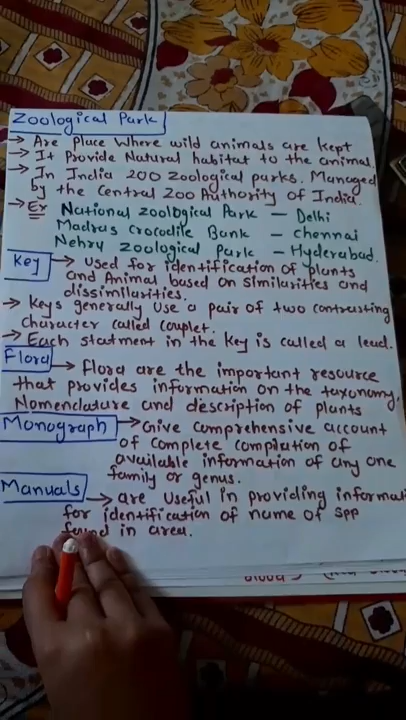 Zoological Park
→ Are Place Where wild animals are kept
→ It Provide Natural habitat to the animal.
→ In India 200 Zoological parks. Managed
by the Central Zoo Authority of India.
→ Ex National Zoological Park – Delhi
Madras Crocodile Bank – Chennai
Nehry Zoological Park – Hyderabad.
Key → Used for identification of plants
and Animal based on similarities and
dissimilarities.
→ Keys generally use a pair of two contrasting
character called couplet.
→ Each statment in the key is called a lead.
Flora → Flora are the important resource
that provides information on the taxonomy,
Nomenclature and description of plants
Monograph → Give comprehensive account
of complete compilation of
available information of any one
family or genus.
Manuals → are useful in providing informat
for identification of name of spp
found in area.